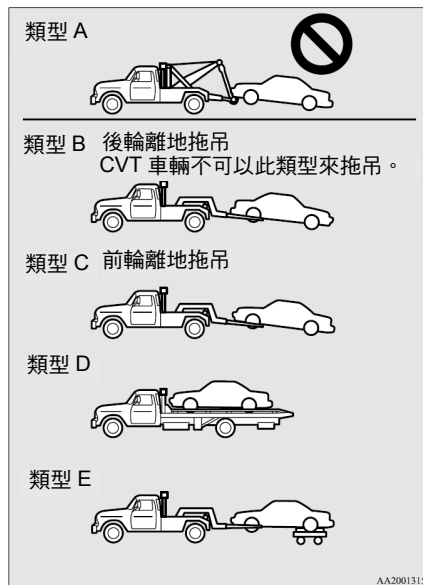 類型 A
類型 B 後輪離地拖吊
CVT 車輛不可以此類型來拖吊。
類型 C 前輪離地拖吊
類型 D
類型 E
AA2001315